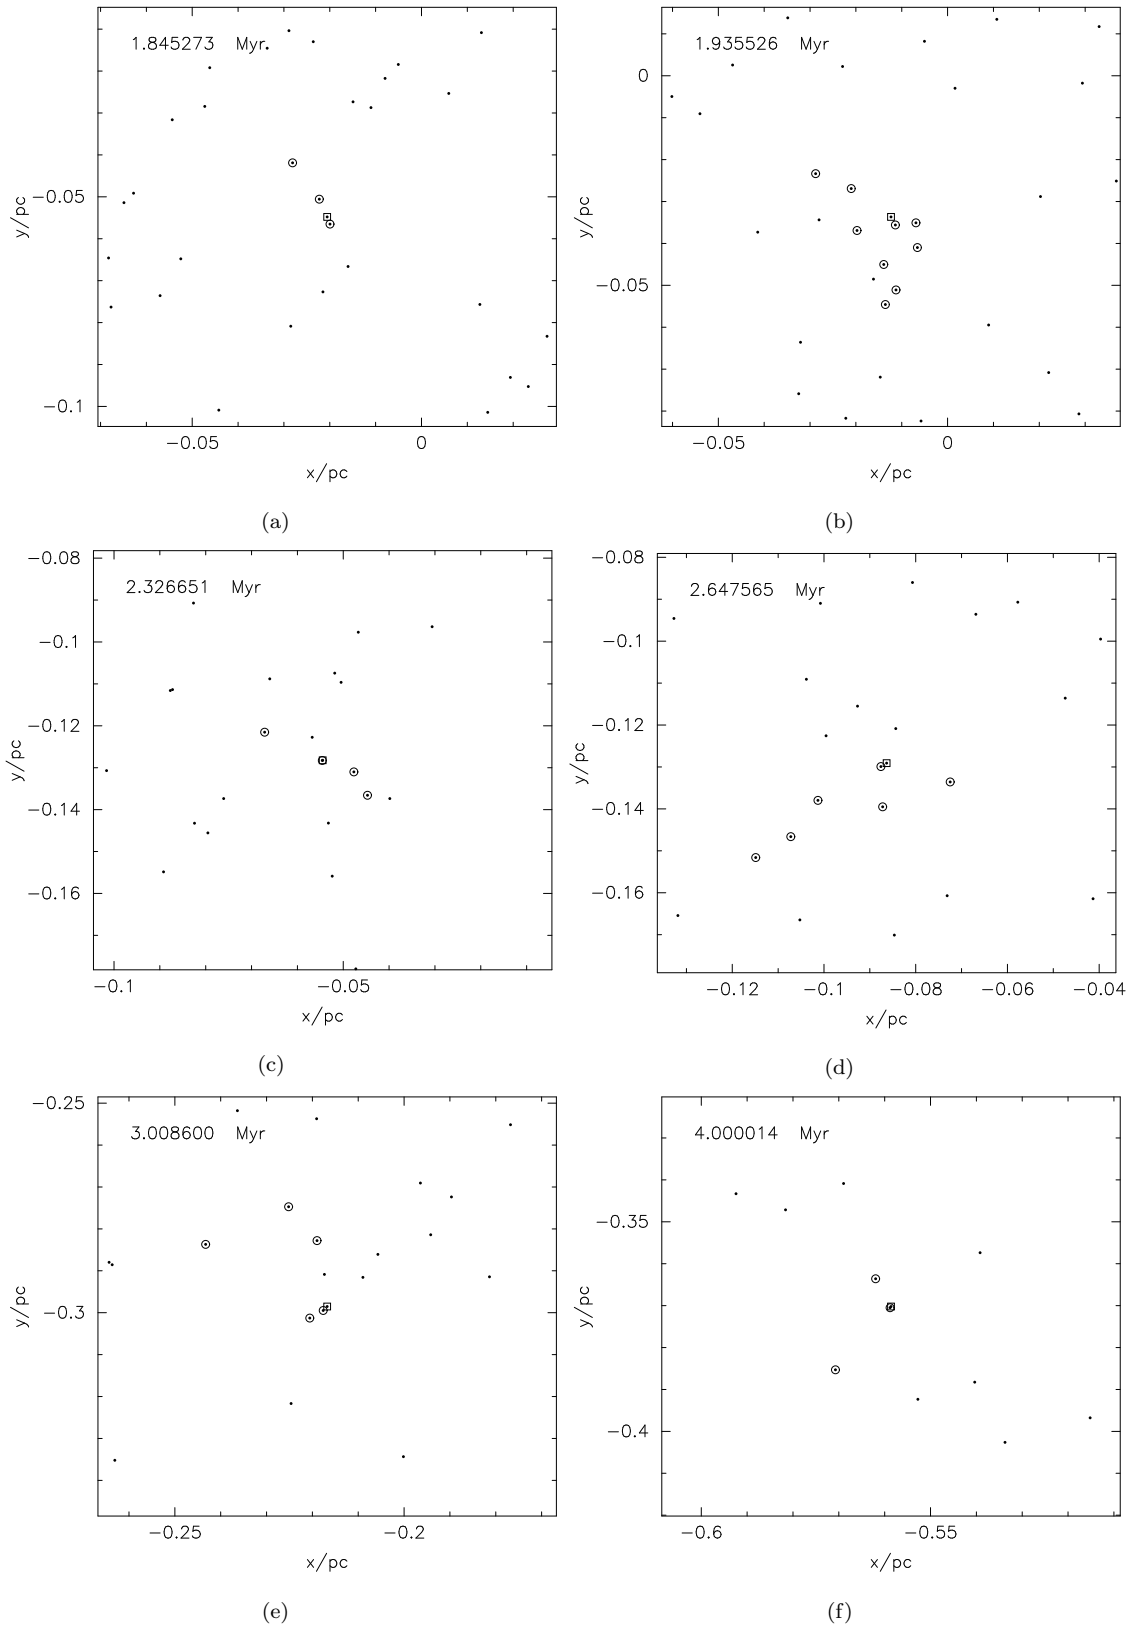 1.845273 Myr
y/pc
−0.05
−0.1
−0.05
0
x/pc
(a)
1.935526 Myr
y/pc
0
−0.05
−0.05
0
x/pc
(b)
2.326651 Myr
y/pc
−0.08
−0.1
−0.12
−0.14
−0.16
−0.1
−0.05
x/pc
(c)
2.647565 Myr
y/pc
−0.08
−0.1
−0.12
−0.14
−0.16
−0.12
−0.1
−0.08
−0.06
−0.04
x/pc
(d)
3.008600 Myr
y/pc
−0.25
−0.3
−0.25
−0.2
x/pc
(e)
4.000014 Myr
y/pc
−0.35
−0.4
−0.6
−0.55
x/pc
(f)